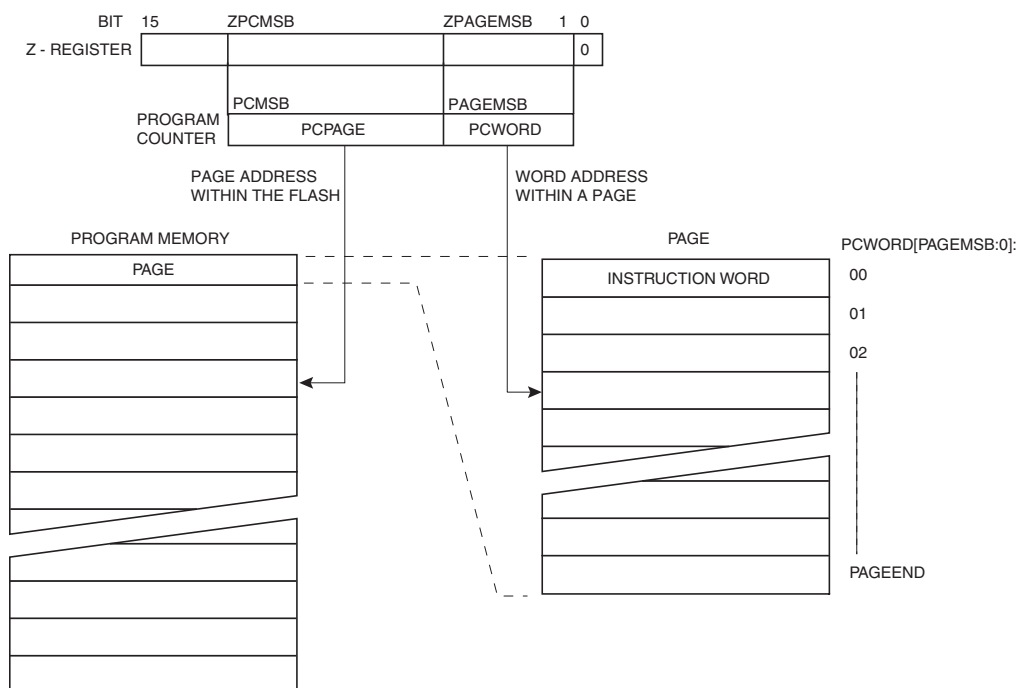 BIT 15 ZPCMSB ZPAGEMSB 1 0
Z - REGISTER 0
PCMSB PAGEMSB
PROGRAM
COUNTER
PCPAGE PCWORD
PAGE ADDRESS
WITHIN THE FLASH
WORD ADDRESS
WITHIN A PAGE
PROGRAM MEMORY
PAGE
PAGE
PCWORD[PAGEMSB:0]:
INSTRUCTION WORD
00
01
02
PAGEEND